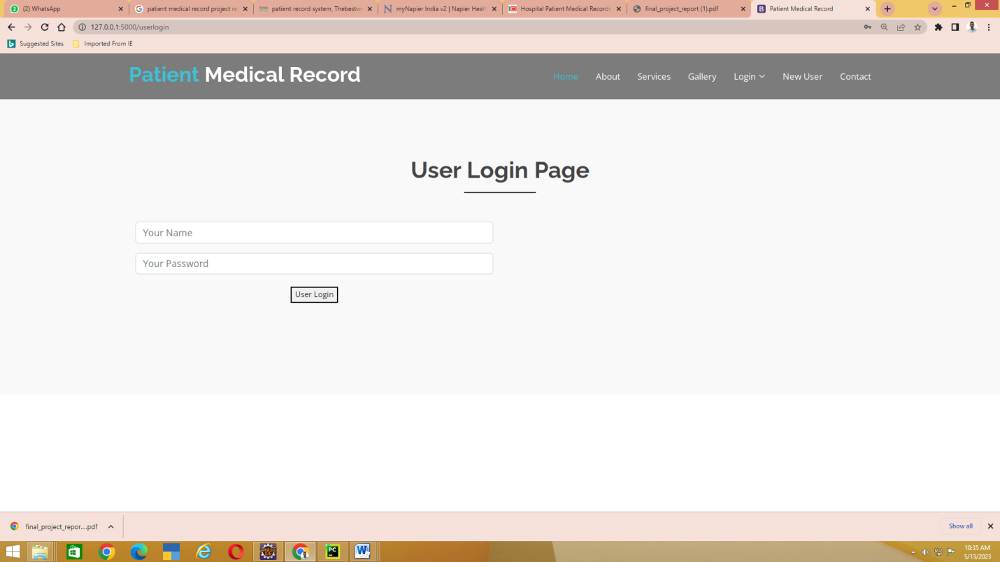 (2) WhatsApp
patient medical record project re
patient record system, Thebestwe
myNapier India v2 | Napier Healt
Hospital Patient Medical Records
final_project_report (1).pdf
Patient Medical Record
127.0.0.1:5000/userlogin
Suggested Sites
Imported From IE
Patient Medical Record
Home
About
Services
Gallery
Login
New User
Contact
User Login Page
Your Name
Your Password
User Login
final_project_repor....pdf
Show all
10:35 AM
5/13/2023